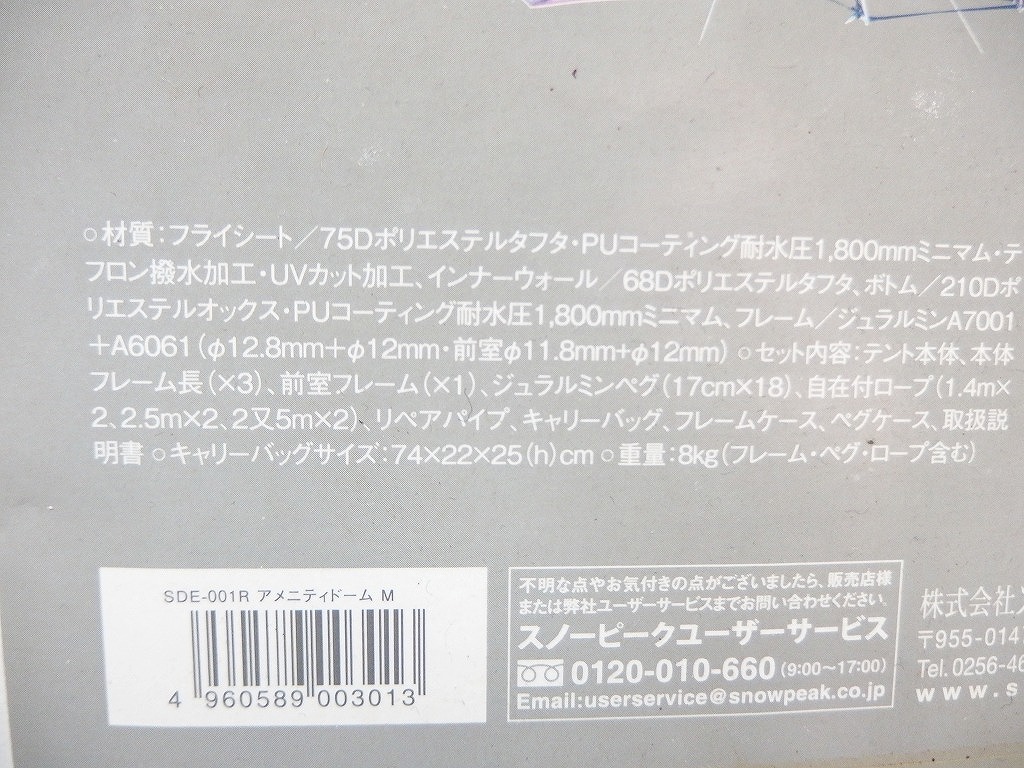 ○材質：フライシート／75Dポリエステルタフタ・PUコーティング耐水圧1,800mmミニマム・テ
フロン撥水加工・UVカット加工、インナーウォール／68Dポリエステルタフタ、ボトム／210Dポ
リエステルオックス・PUコーティング耐水圧1,800mmミニマム、フレーム／ジュラルミンA7001
+A6061（φ12.8mm+φ12mm・前室φ11.8mm+φ12mm）○セット内容：テント本体、本体
フレーム長（×3）、前室フレーム（×1）、ジュラルミンペグ（17cm×18）、自在付ロープ（1.4m×
2、2.5m×2、2又5m×2）、リペアパイプ、キャリーバッグ、フレームケース、ペグケース、取扱説
明書 ○キャリーバッグサイズ：74×22×25（h）cm ○重量：8kg（フレーム・ペグ・ロープ含む）
SDE-001R アメニティドーム M
4 960589 003013
不明な点やお気付きの点がございましたら、販売店様
または弊社ユーザーサービスまでお問い合わせください。
スノーピークユーザーサービス
0120-010-660（9:00～17:00）
Email:userservice@snowpeak.co.jp
株式会社
〒955-014
Tel. 0256-46
www.s